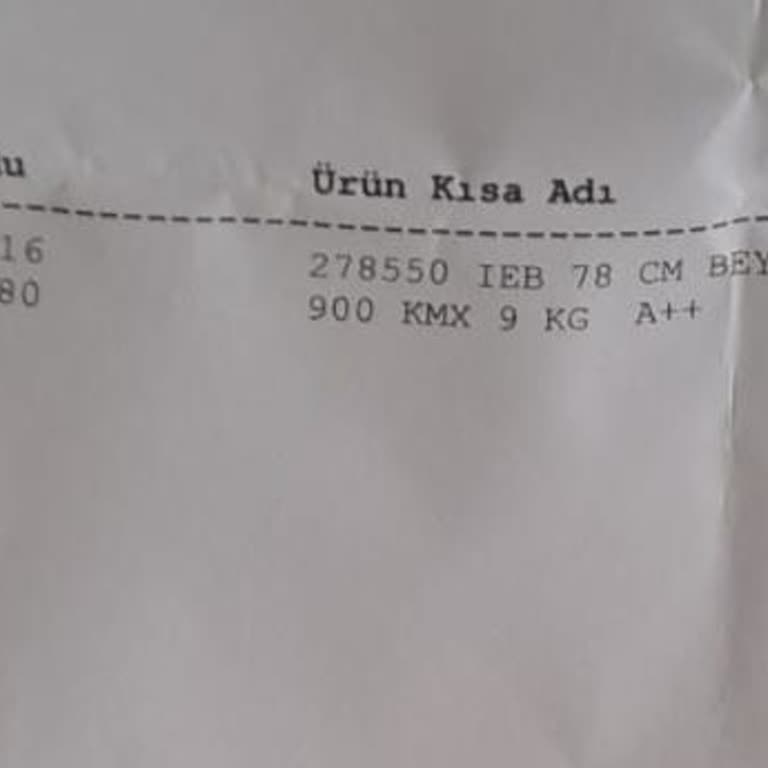 Ürün Kısa Adı
16 278550 IEB 78 CM BEY
80 900 KMX 9 KG A++